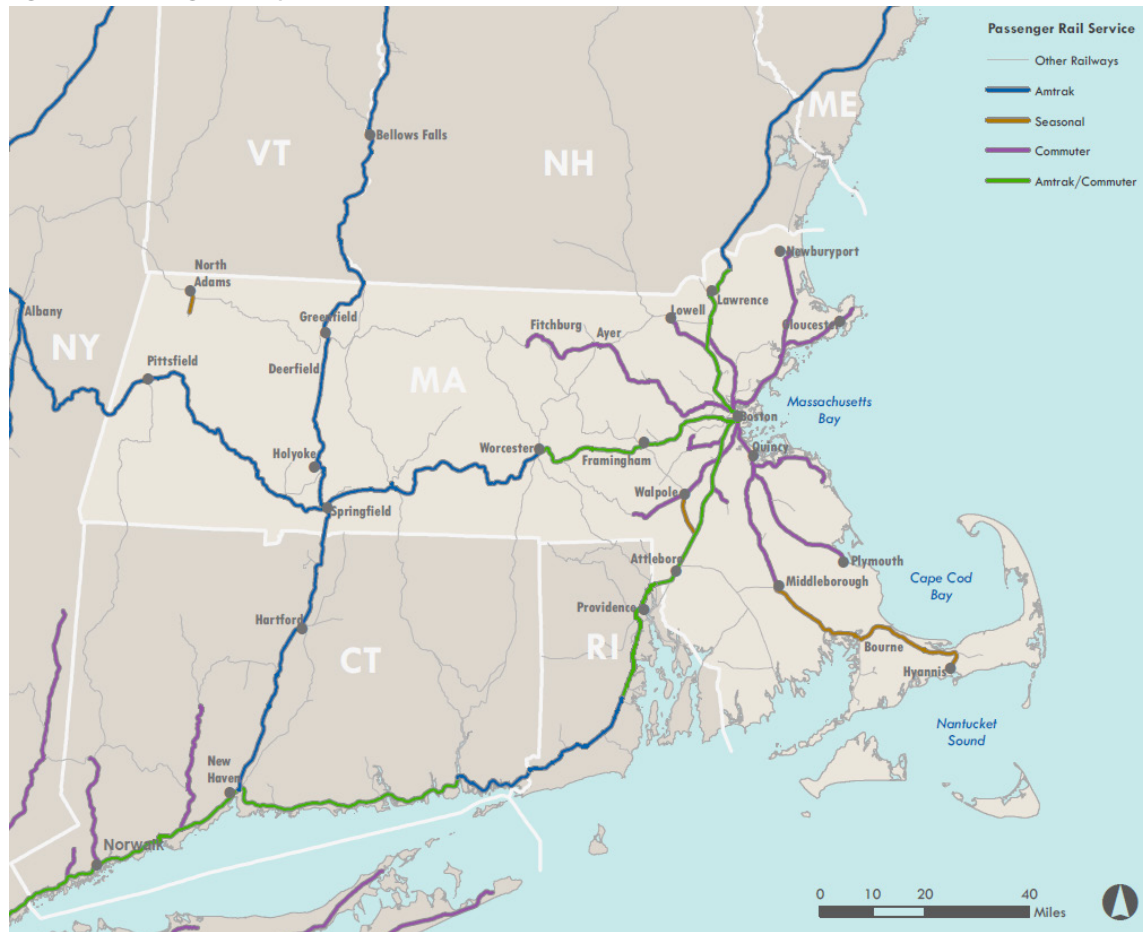 Passenger Rail Service
Other Railways
Amtrak
Seasonal
Commuter
Amtrak/Commuter
ME
VT
NH
Bellows Falls
North
Adams
Newburyport
Albany
Greenfield
Lowell
Lawrence
Gloucester
NY
Fitchburg
Ayer
Pittsfield
Deerfield
MA
Massachusetts
Bay
Boston
Worcester
Holyoke
Framingham
Quincy
Walpole
Springfield
Attleboro
Plymouth
Middleborough
Cape Cod
Bay
Providence
Hartford
CT
RI
Bourne
Hyannis
Nantucket
Sound
New
Haven
Norwalk
0 10 20 40
Miles